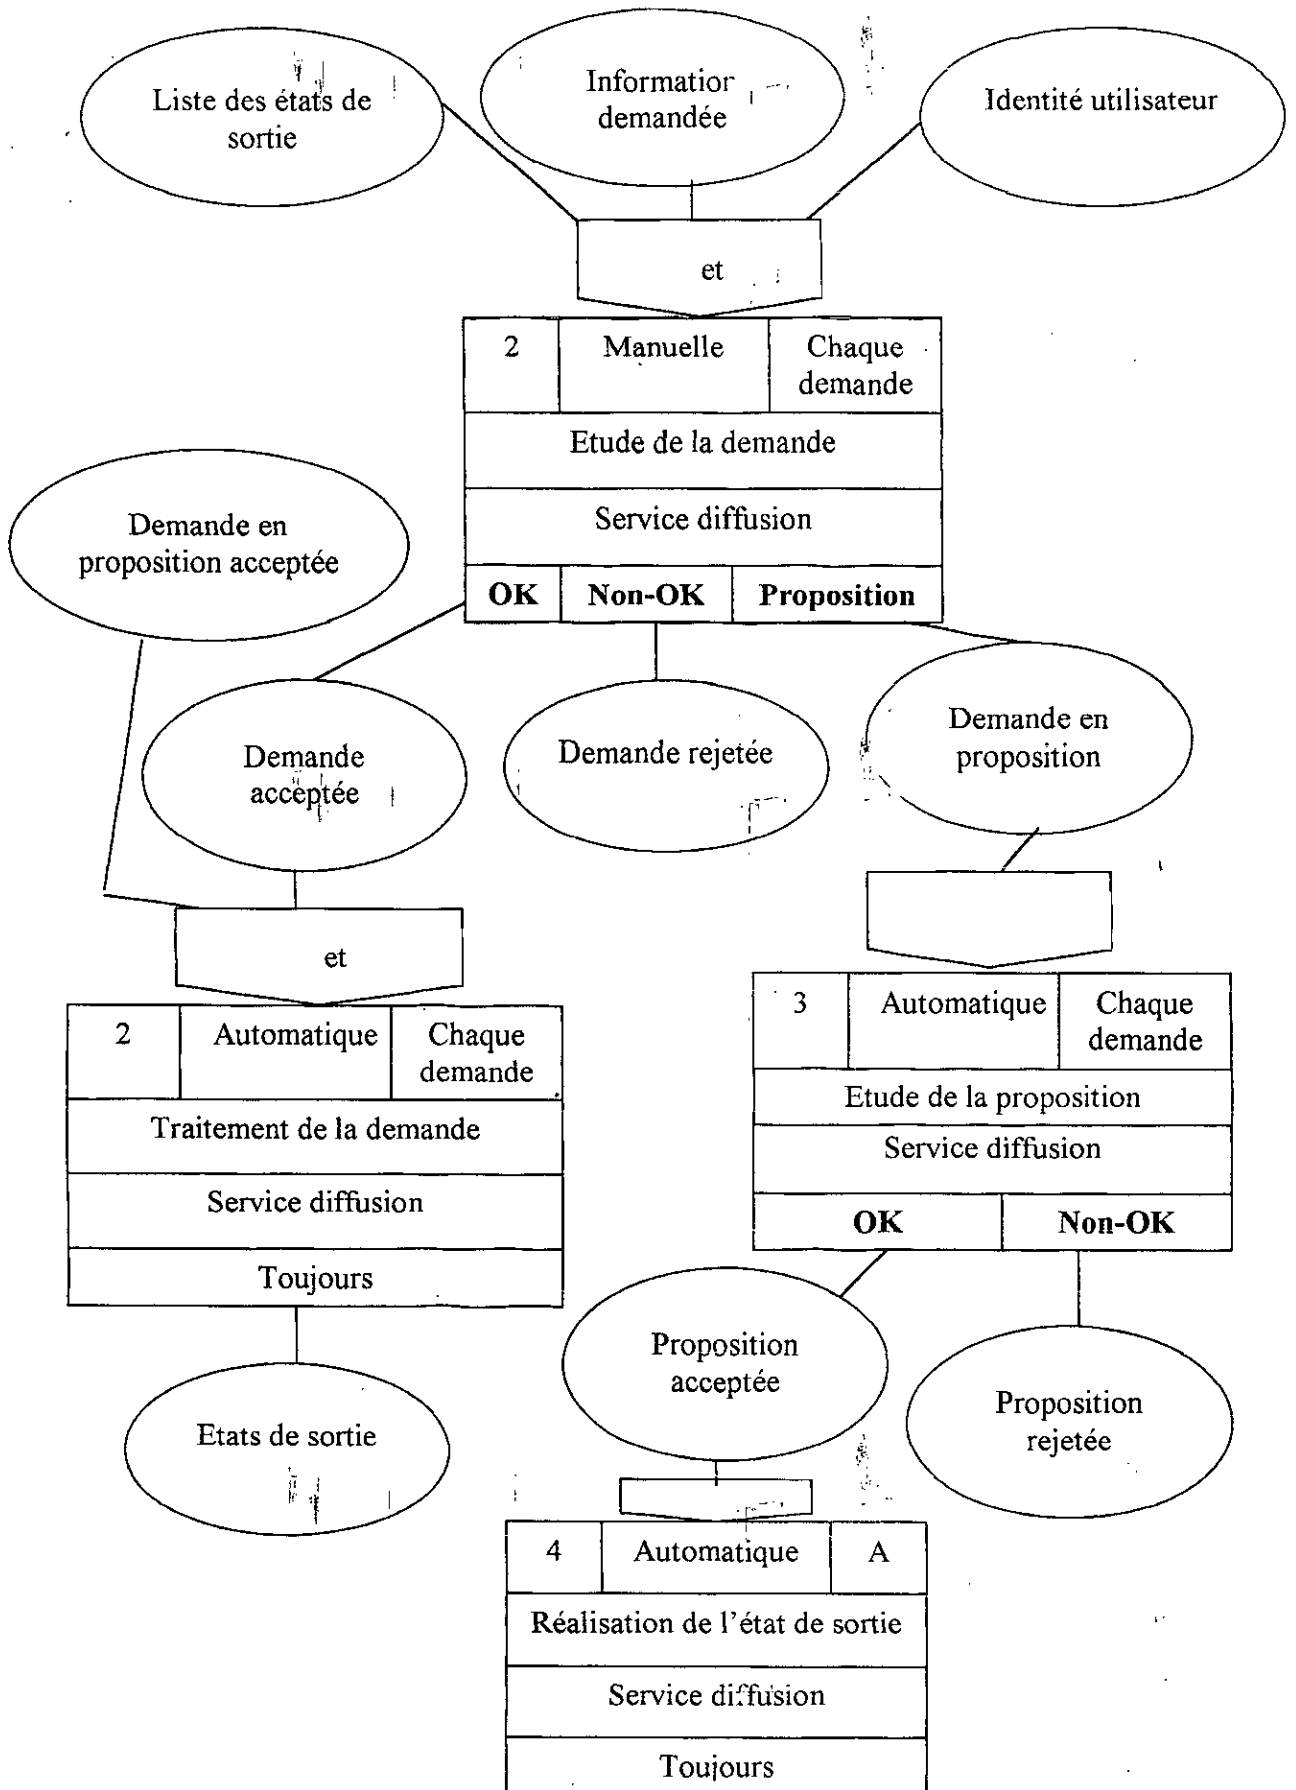 Liste des états de
sortie
Information
demandée
Identité utilisateur
et
2
Manuelle
Chaque
demande
Etude de la demande
Service diffusion
OK
Non-OK
Proposition
Demande en
proposition acceptée
Demande
acceptée
Demande rejetée
Demande en
proposition
et
2
Automatique
Chaque
demande
Traitement de la demande
Service diffusion
Toujours
Etats de sortie
3
Automatique
Chaque
demande
Etude de la proposition
Service diffusion
OK
Non-OK
Proposition
acceptée
Proposition
rejetée
4
Automatique
A
Réalisation de l'état de sortie
Service diffusion
Toujours